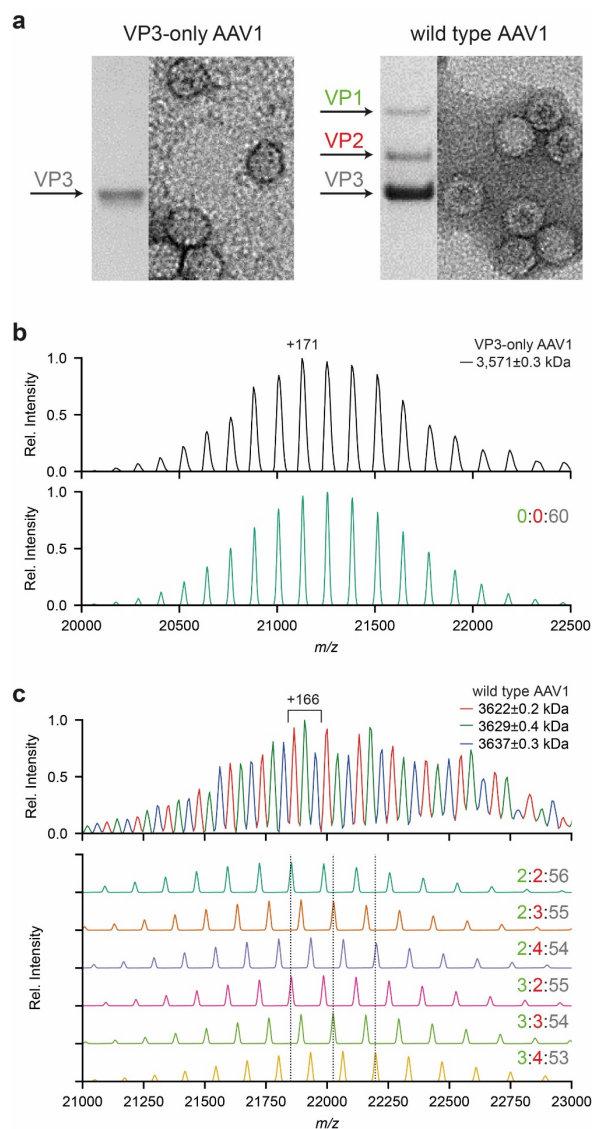 a
VP3-only AAV1
wild type AAV1
VP1
VP2
VP3
VP3
b
+171
VP3-only AAV1
3,571±0.3 kDa
1.0
0.5
0.0
Rel. Intensity
1.0
0.5
0.0
Rel. Intensity
0:0:60
20000 20500 21000 21500 22000 22500
m/z
c
+166
wild type AAV1
3622±0.2 kDa
3629±0.4 kDa
3637±0.3 kDa
1.0
0.5
0.0
Rel. Intensity
2:2:56
2:3:55
2:4:54
3:2:55
3:3:54
3:4:53
Rel. Intensity
21000 21250 21500 21750 22000 22250 22500 22750 23000
m/z